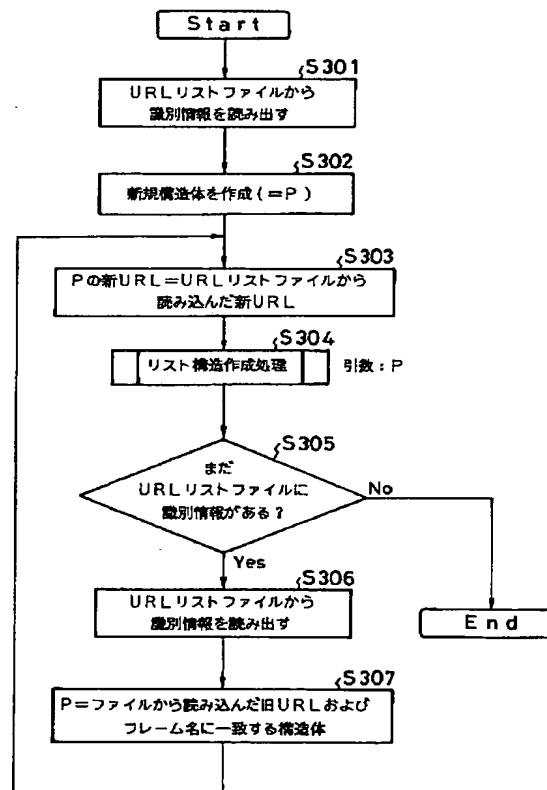 Start
S301
URLリストファイルから
識別情報を読み出す
S302
新規構造体を作成(=P)
S303
Pの新URL=URLリストファイルから
読み込んだ新URL
S304
リスト構造作成処理 引数:P
S305
まだ
URLリストファイルに
識別情報がある?
No
Yes
S306
URLリストファイルから
識別情報を読み出す
End
S307
P=ファイルから読み込んだ旧URLおよび
フレーム名に一致する構造体